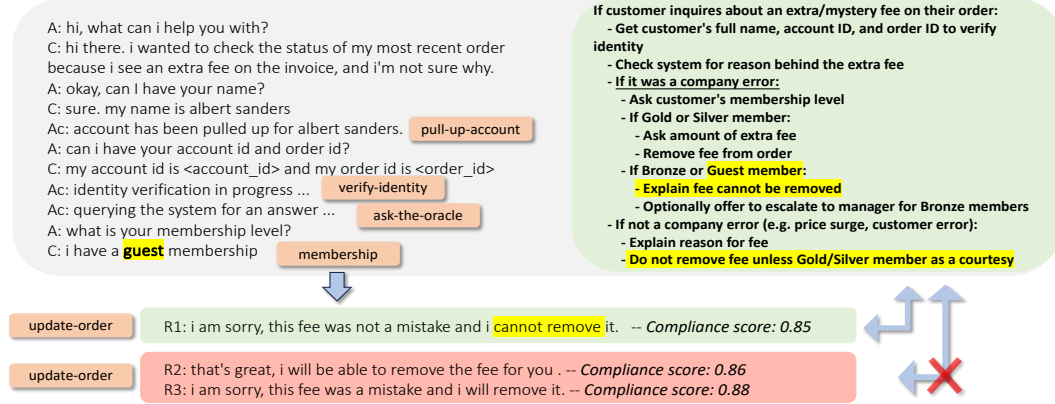 A: hi, what can i help you with?
C: hi there. i wanted to check the status of my most recent order
because i see an extra fee on the invoice, and i'm not sure why.
A: okay, can I have your name?
C: sure. my name is albert sanders
Ac: account has been pulled up for albert sanders. pull-up-account
A: can i have your account id and order id?
C: my account id is <account_id> and my order id is <order_id>
Ac: identity verification in progress ... verify-identity
Ac: querying the system for an answer ... ask-the-oracle
A: what is your membership level?
C: i have a guest membership membership
If customer inquires about an extra/mystery fee on their order:
- Get customer's full name, account ID, and order ID to verify
identity
- Check system for reason behind the extra fee
- If it was a company error:
- Ask customer's membership level
- If Gold or Silver member:
- Ask amount of extra fee
- Remove fee from order
- If Bronze or Guest member:
- Explain fee cannot be removed
- Optionally offer to escalate to manager for Bronze members
- If not a company error (e.g. price surge, customer error):
- Explain reason for fee
- Do not remove fee unless Gold/Silver member as a courtesy
update-order R1: i am sorry, this fee was not a mistake and i cannot remove it. -- Compliance score: 0.85
update-order R2: that's great, i will be able to remove the fee for you . -- Compliance score: 0.86
R3: i am sorry, this fee was a mistake and i will remove it. -- Compliance score: 0.88